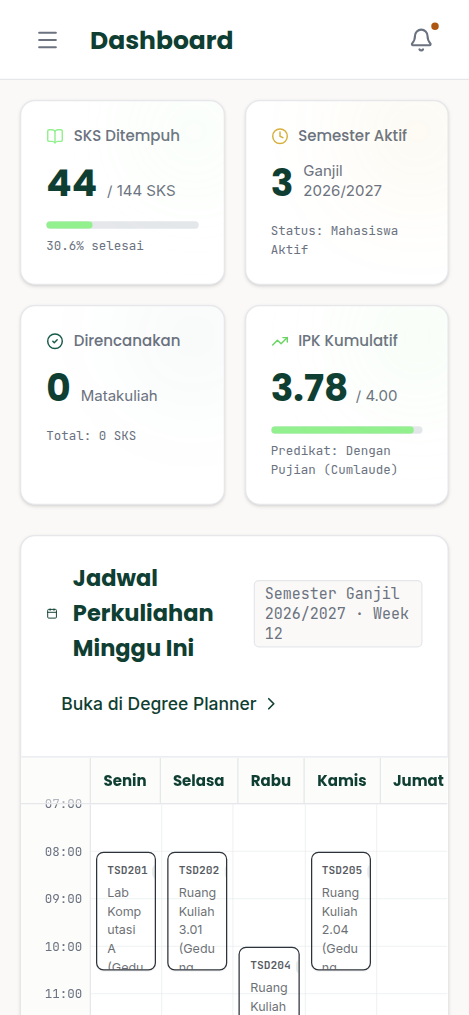 Dashboard
SKS Ditempuh
44 / 144 SKS
30.6% selesai
Semester Aktif
3 Ganjil
2026/2027
Status: Mahasiswa
Aktif
Direncanakan
0 Matakuliah
Total: 0 SKS
IPK Kumulatif
3.78 / 4.00
Predikat: Dengan
Pujian (Cumlaude)
Jadwal
Perkuliahan
Minggu Ini
Semester Ganjil
2026/2027 · Week
12
Buka di Degree Planner
Senin Selasa Rabu Kamis Jumat
07:00
08:00
TSD201
Lab
Komp
utasi
A
(Gedu
TSD202
Ruang
Kuliah
3.01
(Gedu
ng
TSD205
Ruang
Kuliah
2.04
(Gedu
ng
09:00
10:00
TSD204
Ruang
Kuliah
11:00